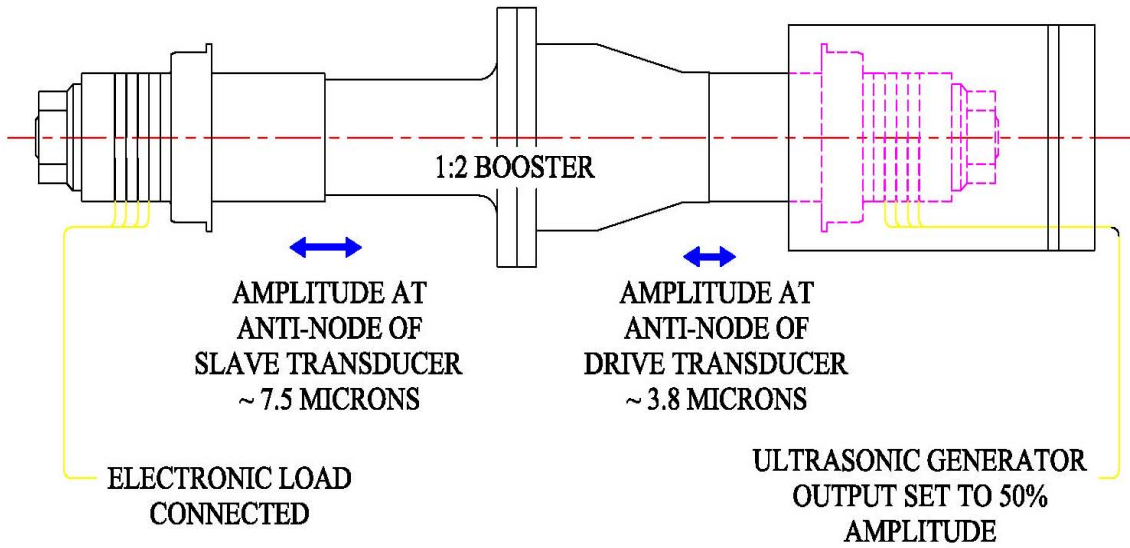 1:2 BOOSTER
AMPLITUDE AT
ANTI-NODE OF
SLAVE TRANSDUCER
~ 7.5 MICRONS
AMPLITUDE AT
ANTI-NODE OF
DRIVE TRANSDUCER
~ 3.8 MICRONS
ELECTRONIC LOAD
CONNECTED
ULTRASONIC GENERATOR
OUTPUT SET TO 50%
AMPLITUDE